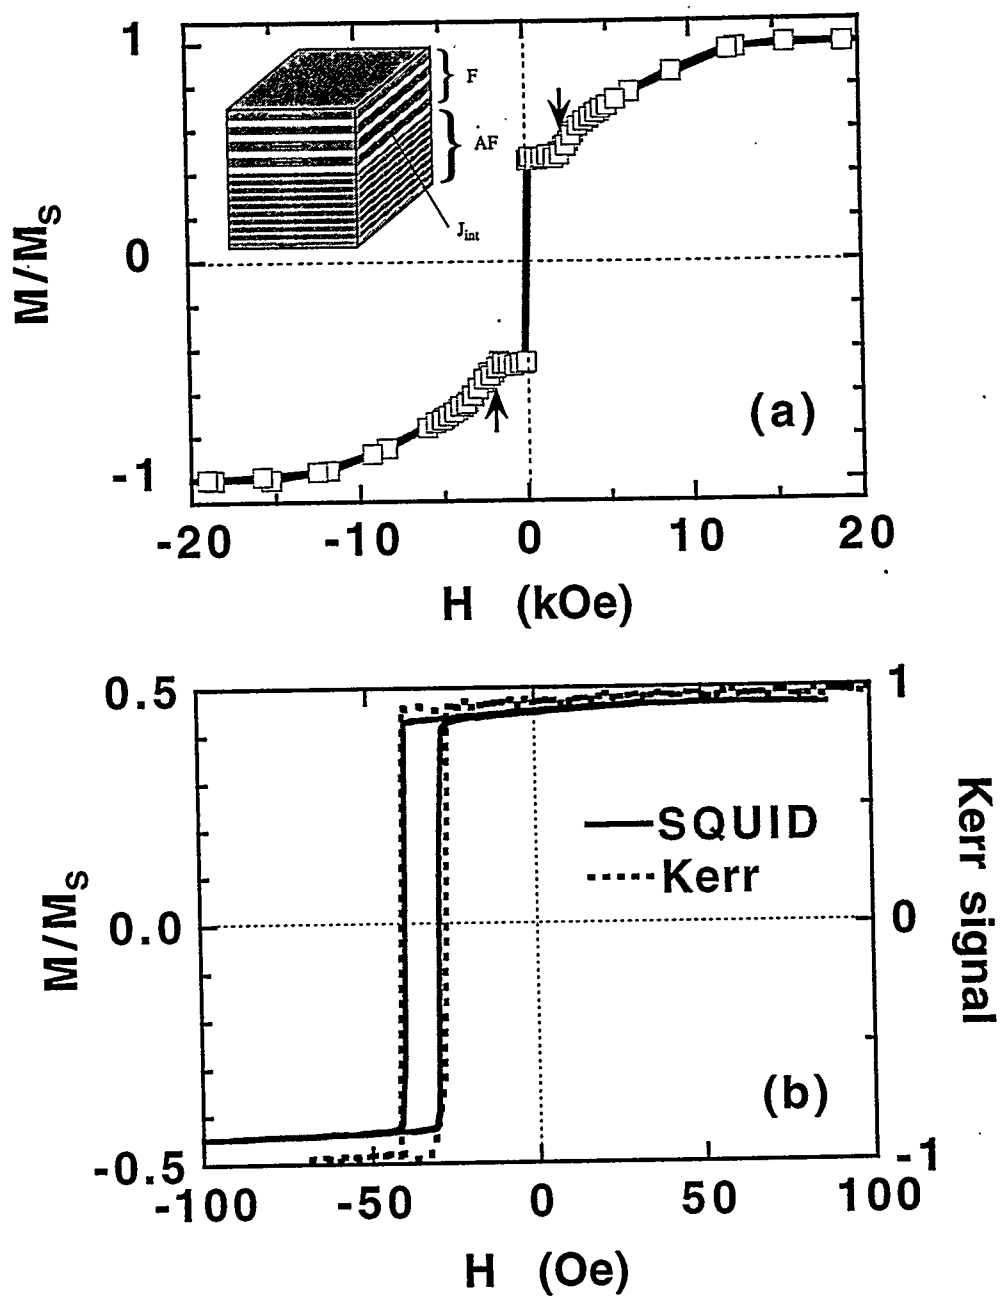 1
0
-1
M/M_S
F
AF
J_int
(a)
-20 -10 0 10 20
H (kOe)
0.5
0.0
-0.5
M/M_S
1
0
-1
Kerr signal
SQUID
Kerr
(b)
-100 -50 0 50 100
H (Oe)